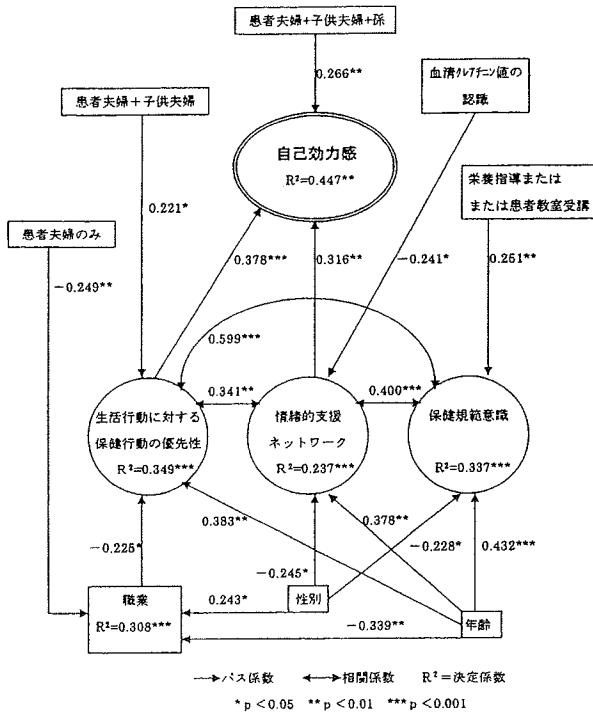 患者夫婦+子供夫婦+孫
患者夫婦+子供夫婦
血清クレアチニン値の
認識
0.266**
自己効力感
R²=0.447**
栄養指導または
または患者教室受講
患者夫婦のみ
0.221*
0.378***
0.316**
-0.241*
0.251**
-0.249**
0.599***
0.341**
0.400***
生活行動に対する
保健行動の優先性
R²=0.349***
情緒的支援
ネットワーク
R²=0.237***
保健規範意識
R²=0.337***
0.383**
0.378**
-0.225*
-0.245*
-0.228*
0.432***
職業
R²=0.308***
0.243*
性別
-0.339**
年齢
パス係数 相関係数 R²=決定係数
*p<0.05 **p<0.01 ***p<0.001